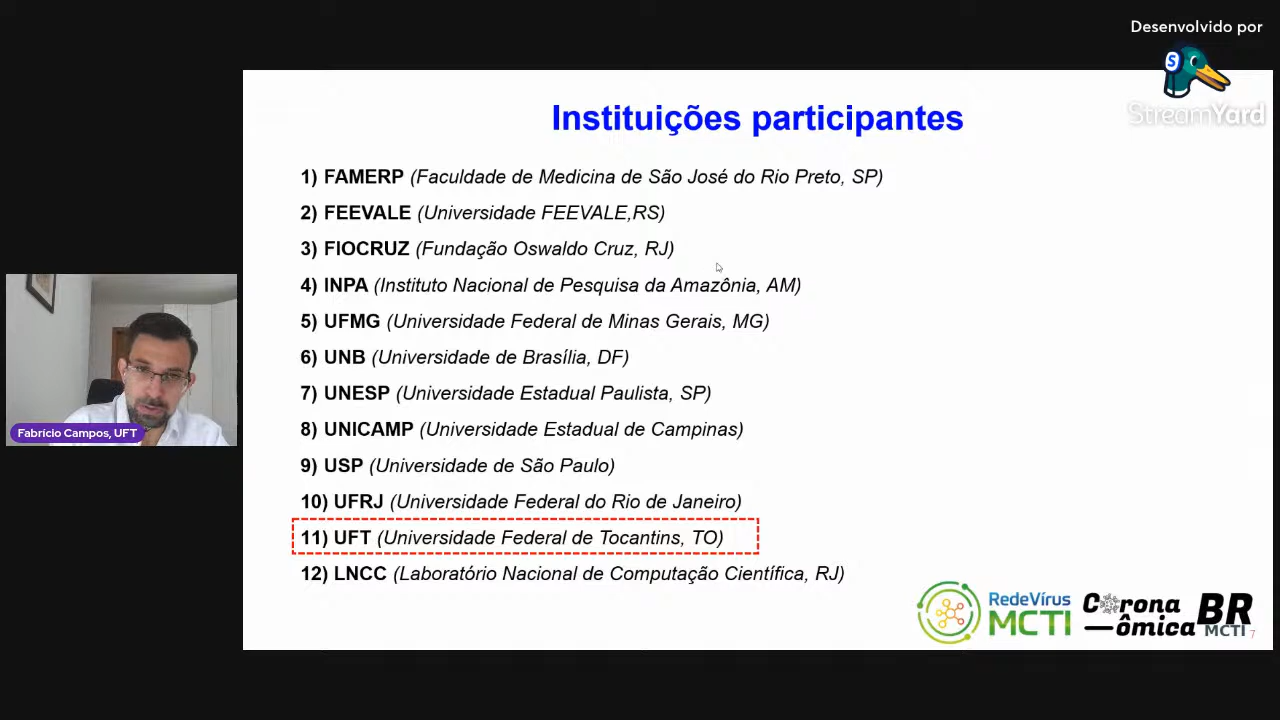 Desenvolvido por
StreamYard
Instituições participantes
1) FAMERP (Faculdade de Medicina de São José do Rio Preto, SP)
2) FEEVALE (Universidade FEEVALE,RS)
3) FIOCRUZ (Fundação Oswaldo Cruz, RJ)
4) INPA (Instituto Nacional de Pesquisa da Amazônia, AM)
5) UFMG (Universidade Federal de Minas Gerais, MG)
6) UNB (Universidade de Brasília, DF)
7) UNESP (Universidade Estadual Paulista, SP)
8) UNICAMP (Universidade Estadual de Campinas)
9) USP (Universidade de São Paulo)
10) UFRJ (Universidade Federal do Rio de Janeiro)
11) UFT (Universidade Federal de Tocantins, TO)
12) LNCC (Laboratório Nacional de Computação Científica, RJ)
Fabrício Campos, UFT
RedeVírus
MCTI
Corona
ômica
BR
MCTI
7